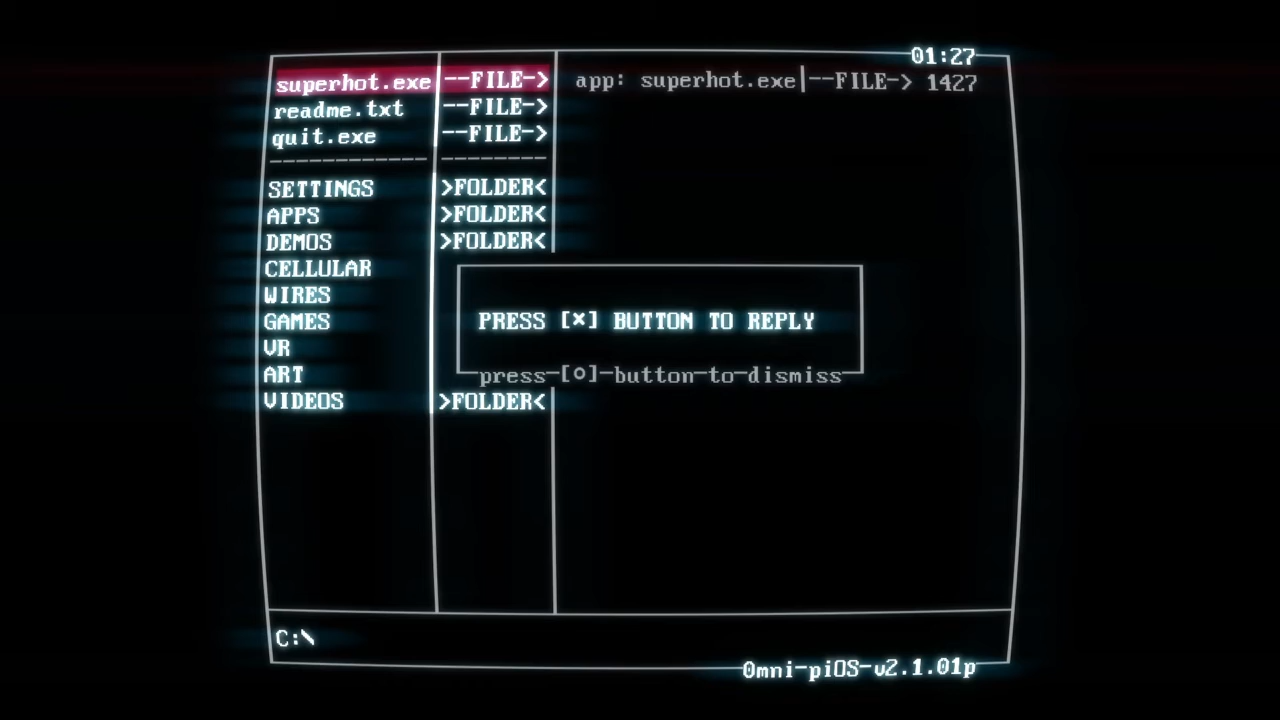 01:27
superhot.exe --FILE-> app: superhot.exe|--FILE-> 1427
readme.txt --FILE->
quit.exe --FILE->
------------ --------
SETTINGS >FOLDER<
APPS >FOLDER<
DEMOS >FOLDER<
CELLULAR
WIRES
GAMES
VR
ART
VIDEOS >FOLDER<
PRESS [×] BUTTON TO REPLY
press-[O]-button-to-dismiss
C:\
Omni-piOS-v2.1.01p